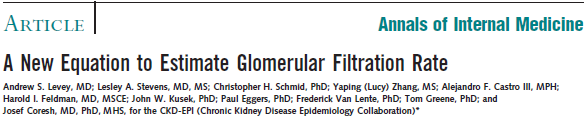 ARTICLE
Annals of Internal Medicine
A New Equation to Estimate Glomerular Filtration Rate
Andrew S. Levey, MD; Lesley A. Stevens, MD, MS; Christopher H. Schmid, PhD; Yaping (Lucy) Zhang, MS; Alejandro F. Castro III, MPH;
Harold I. Feldman, MD, MSCE; John W. Kusek, PhD; Paul Eggers, PhD; Frederick Van Lente, PhD; Tom Greene, PhD; and
Josef Coresh, MD, PhD, MHS, for the CKD-EPI (Chronic Kidney Disease Epidemiology Collaboration)*